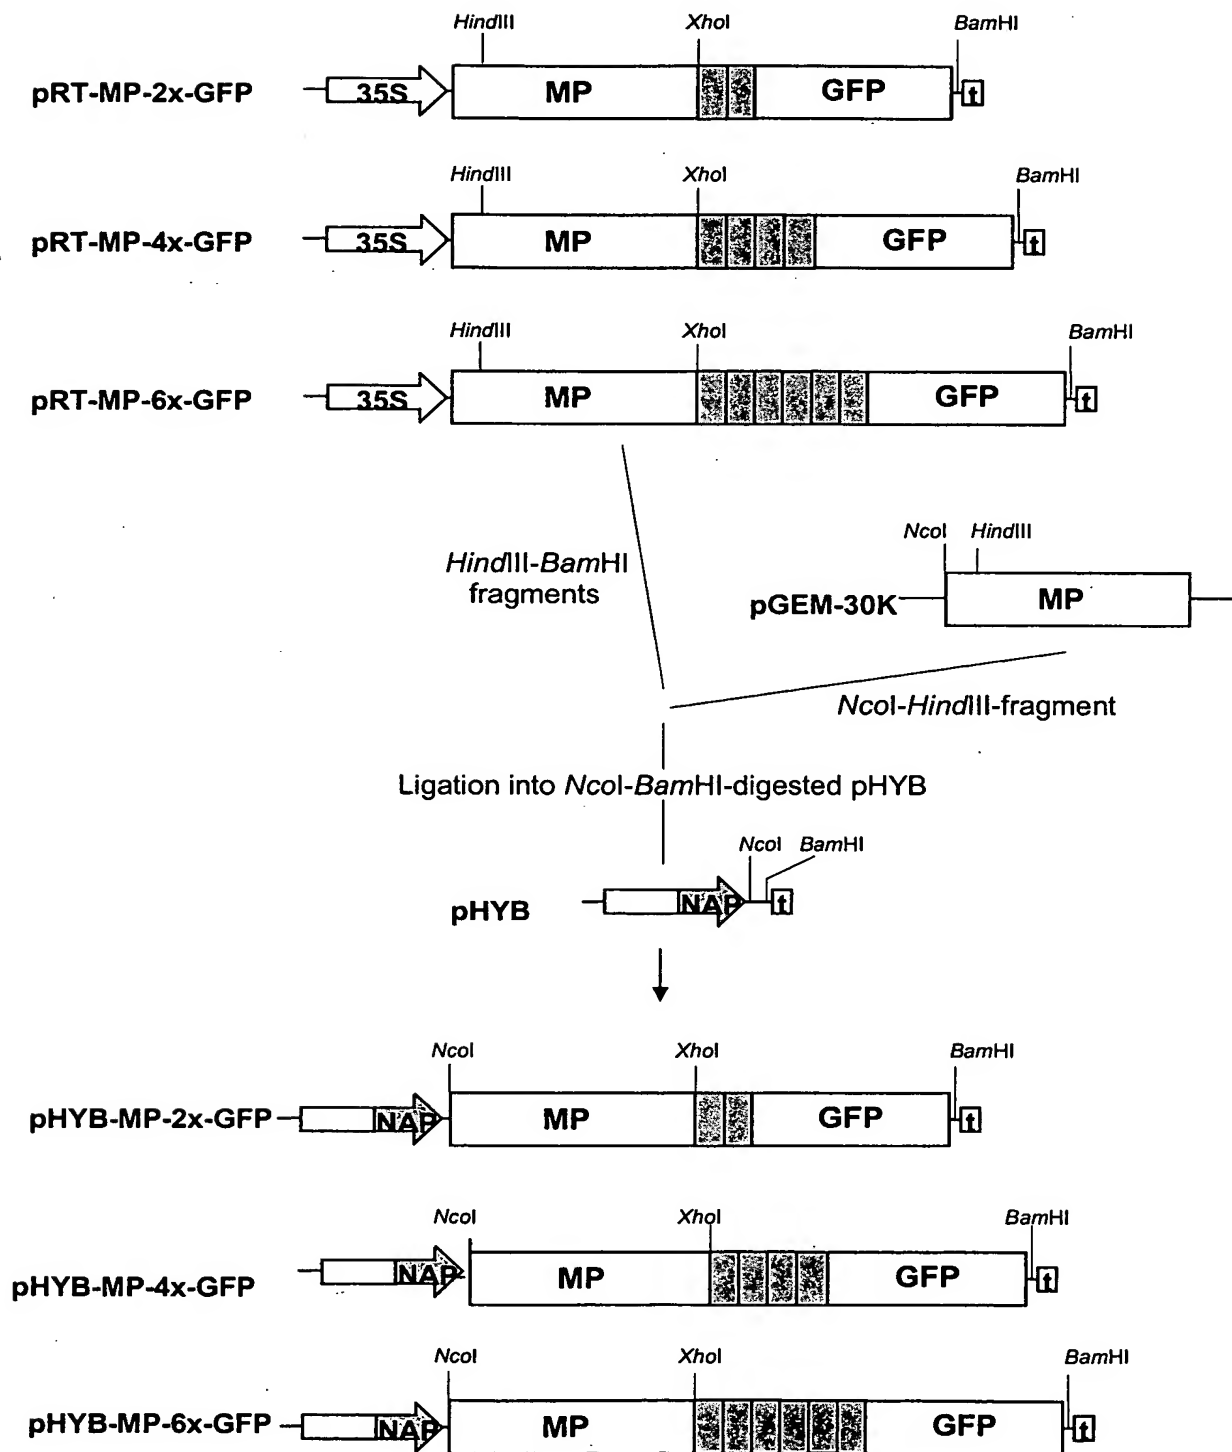 HindIII XhoI BamHI
pRT-MP-2x-GFP 35S MP GFP t
HindIII XhoI BamHI
pRT-MP-4x-GFP 35S MP GFP t
HindIII XhoI BamHI
pRT-MP-6x-GFP 35S MP GFP t
NcoI HindIII
HindIII-BamHI
fragments
pGEM-30K MP
NcoI-HindIII-fragment
Ligation into NcoI-BamHI-digested pHYB
NcoI BamHI
pHYB NAP t
NcoI XhoI BamHI
pHYB-MP-2x-GFP NAP MP GFP t
NcoI XhoI BamHI
pHYB-MP-4x-GFP NAP MP GFP t
NcoI XhoI BamHI
pHYB-MP-6x-GFP NAP MP GFP t